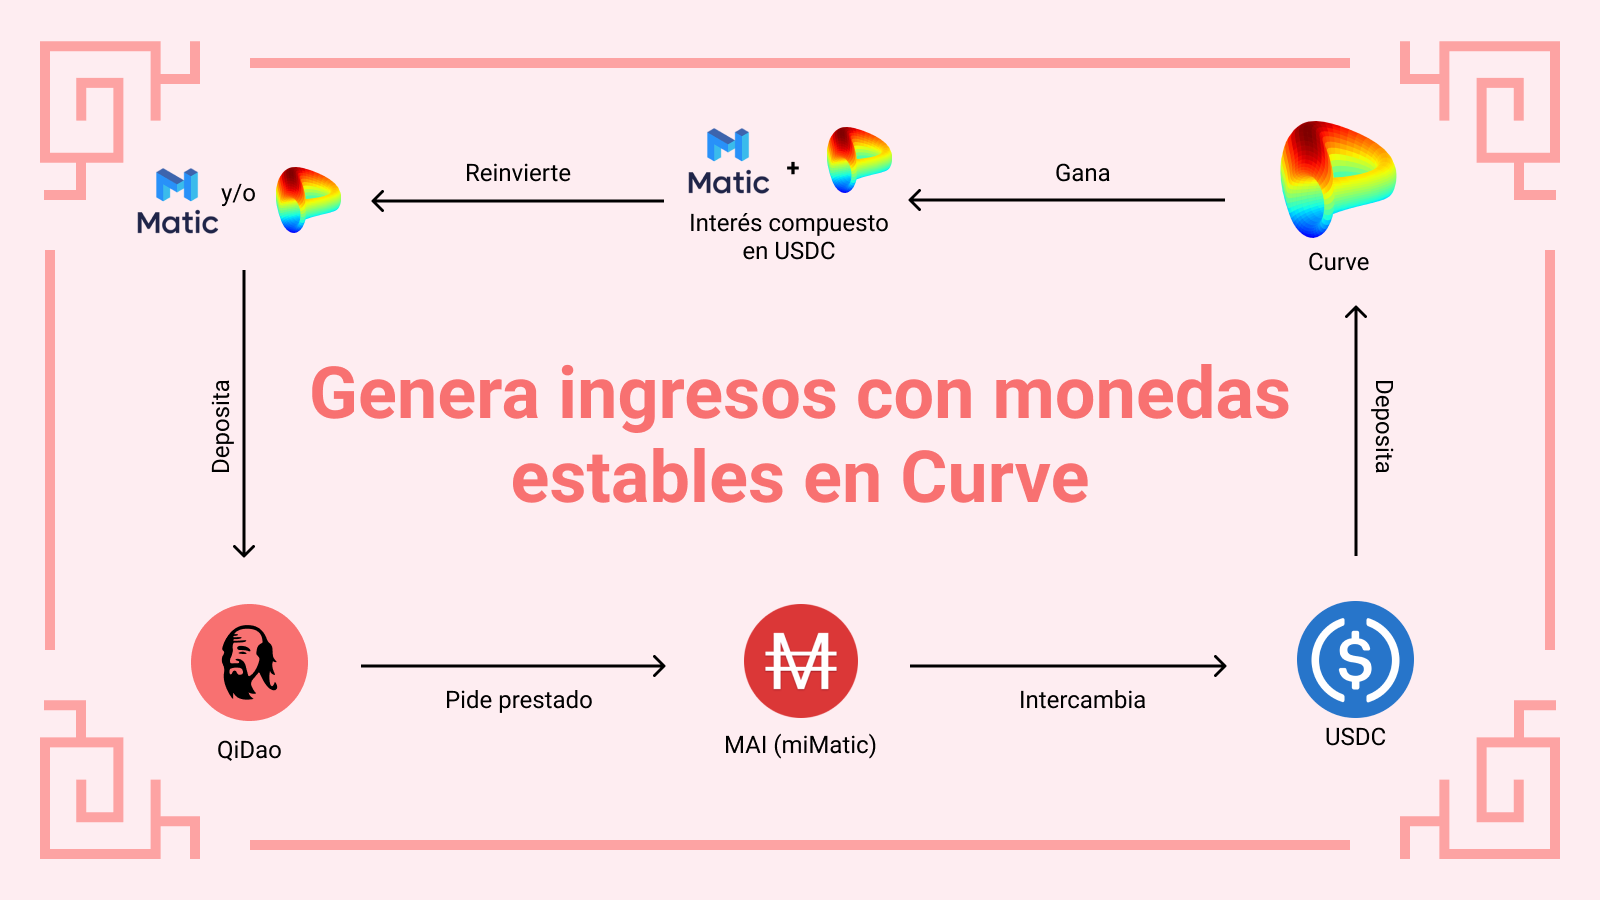 Reinvierte
Matic
+
Gana
Matic
y/o
Interés compuesto
en USDC
Curve
Deposita
Genera ingresos con monedas
estables en Curve
Deposita
QiDao
Pide prestado
MAI (miMatic)
Intercambia
USDC